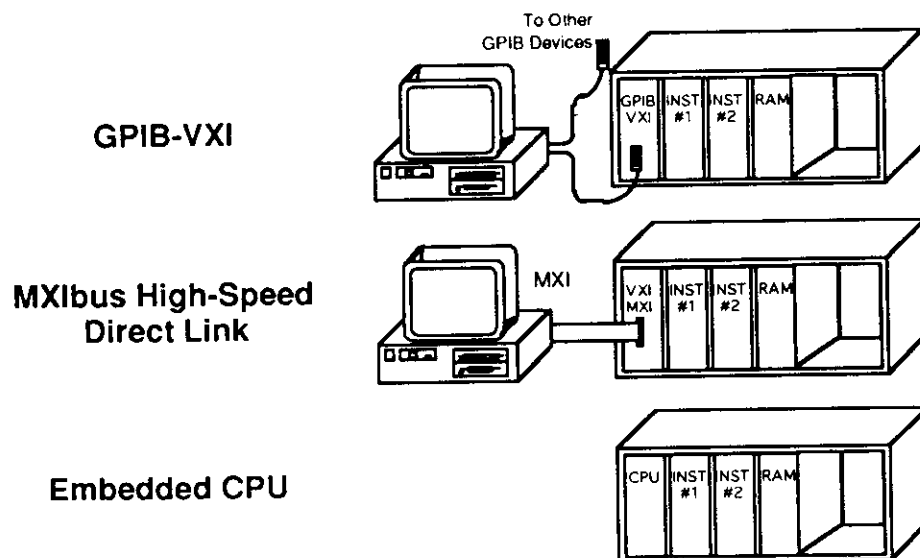 To Other
GPIB Devices
GPIB-VXI
GPIB VXI
INST #1
INST #2
RAM
MXIbus High-Speed
Direct Link
MXI
VXI MXI
INST #1
INST #2
RAM
Embedded CPU
CPU
INST #1
INST #2
RAM